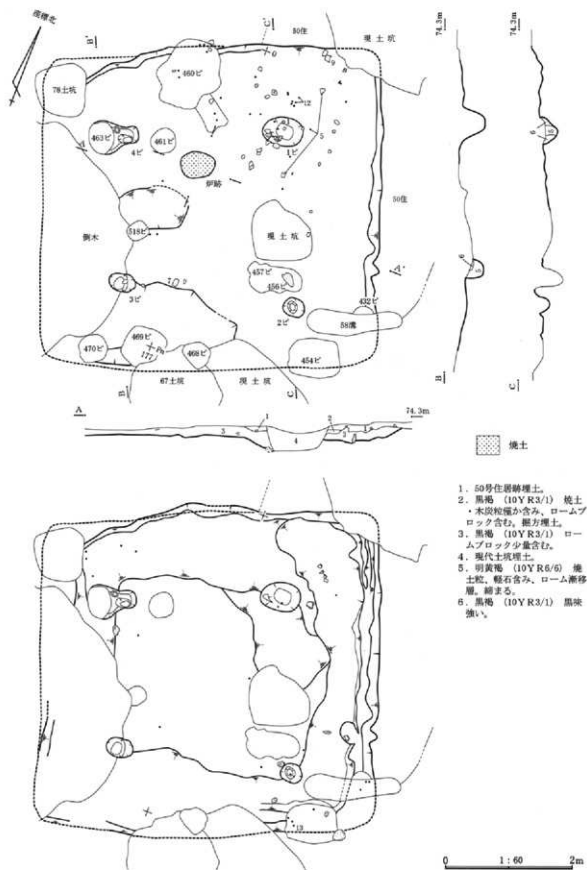 座標北
B'
C'
80住
現土坑
74.3m
74.3m
78土坑
460ピ
12
463ピ
461ピ
4ピ
1ピ
5
炉跡
倒木
518ピ
現土坑
50住
457ピ
456ピ
3ピ
2ピ
432ピ
58溝
470ピ
469ピ
177
468ピ
454ピ
67土坑
現土坑
B
C
B
C
A
74.3m
1
2
3
4
焼土
1. 50号住居跡埋土。
2. 黒褐 (10YR3/1) 焼土
・木炭粒僅か含み、ロームブ
ロック含む。掘方埋土。
3. 黒褐 (10YR3/1) ロー
ムブロック少量含む。
4. 現代土坑埋土。
5. 明黄褐 (10YR6/6) 焼
土粒、軽石含み、ローム漸移
層。締まる。
6. 黒褐 (10YR3/1) 黒味
強い。
13
0 1:60 2m